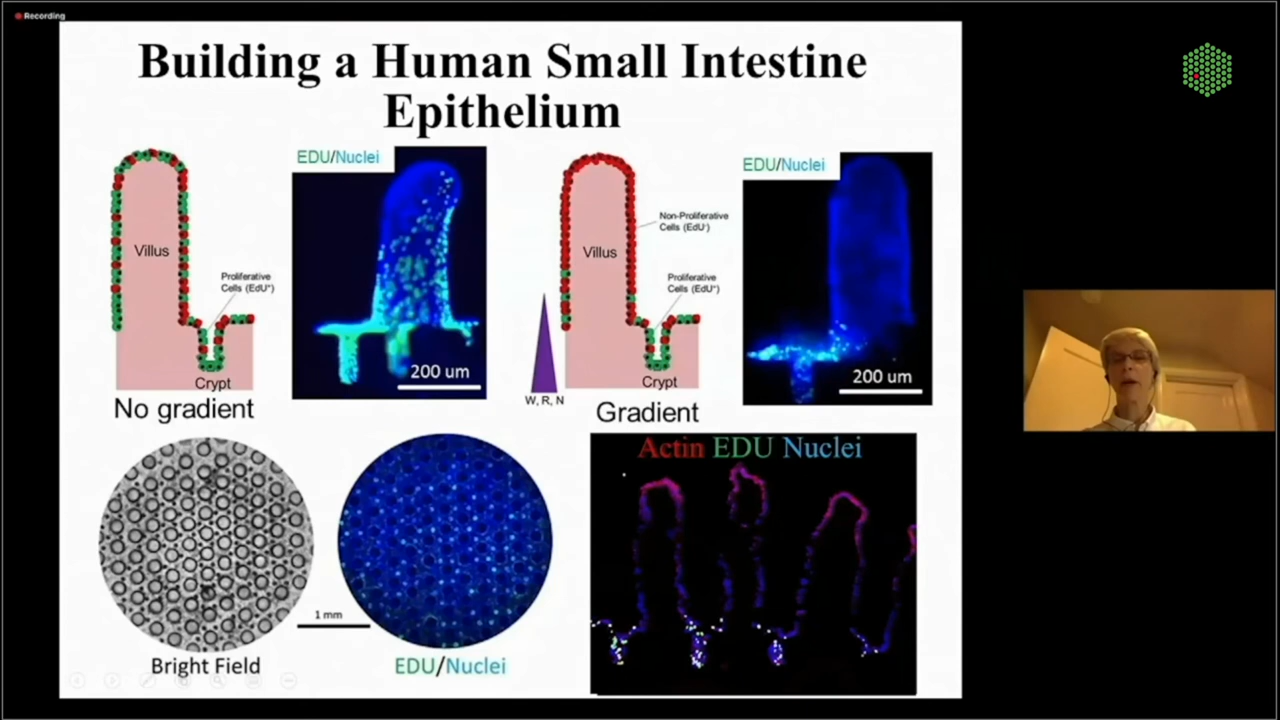 Recording
Building a Human Small Intestine
Epithelium
EDU/Nuclei
Villus
Proliferative
Cells (EdU⁺)
Crypt
No gradient
200 um
EDU/Nuclei
Non-Proliferative
Cells (EdU⁻)
Villus
Proliferative
Cells (EdU⁺)
W, R, N
Crypt
Gradient
200 um
Actin EDU Nuclei
1 mm
Bright Field
EDU/Nuclei